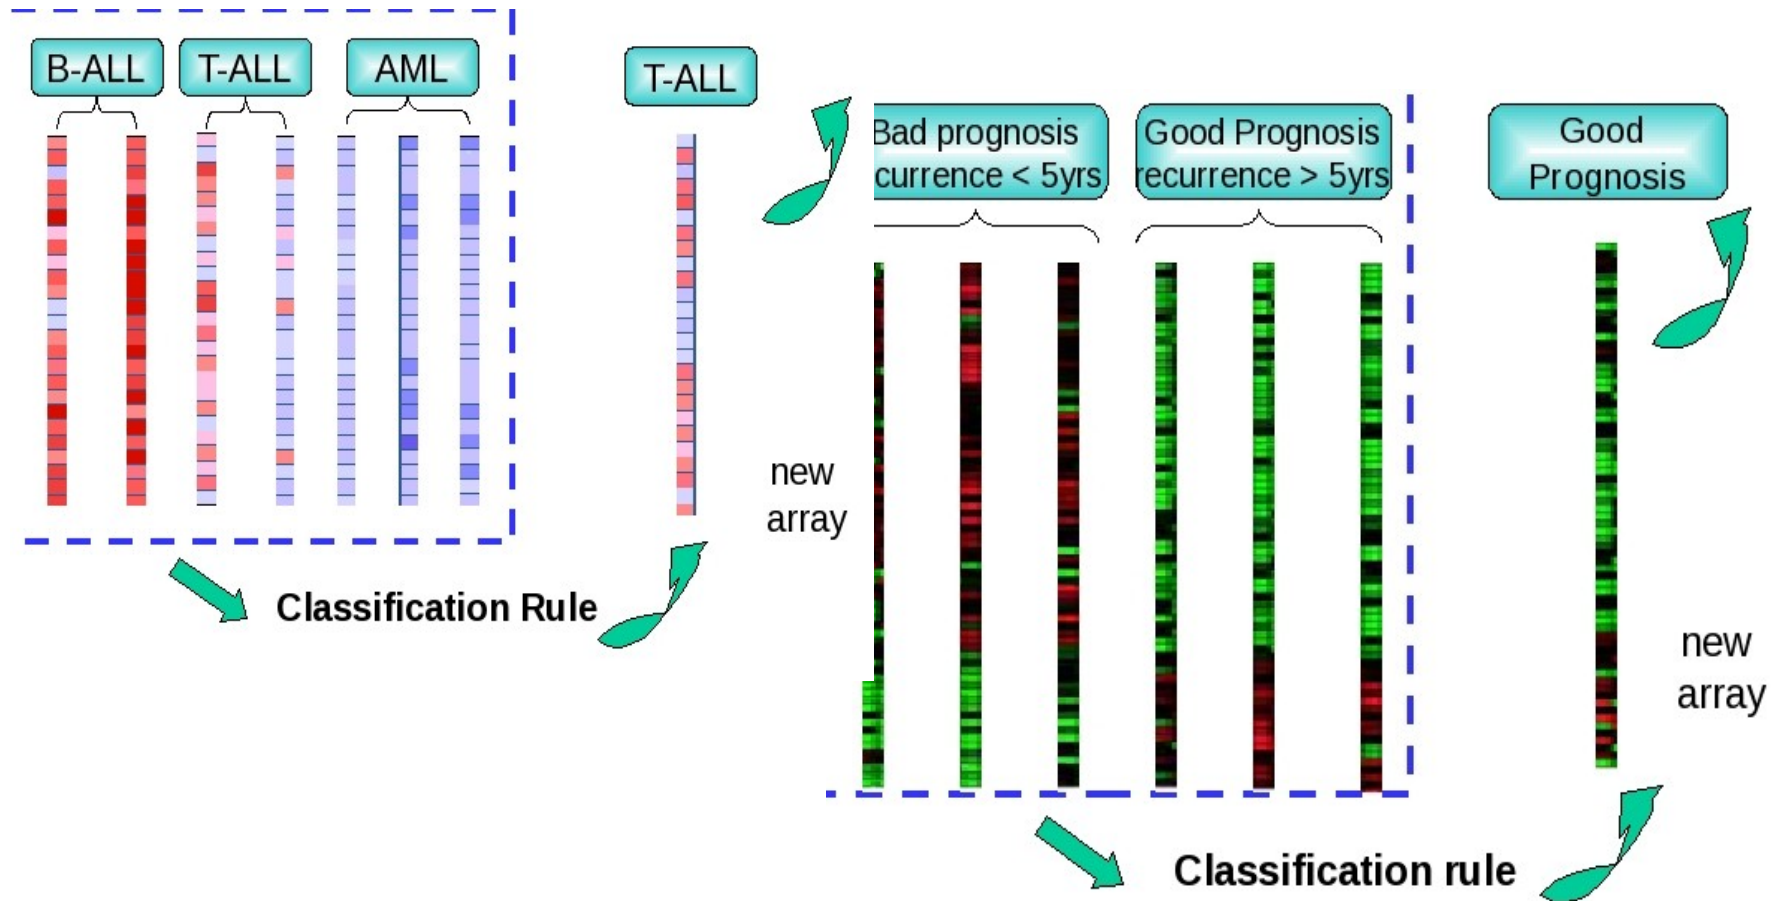 B-ALL
T-ALL
AML
T-ALL
new
array
Classification Rule
Bad prognosis
currence < 5yrs
Good Prognosis
recurrence > 5yrs
Good
Prognosis
new
array
Classification rule